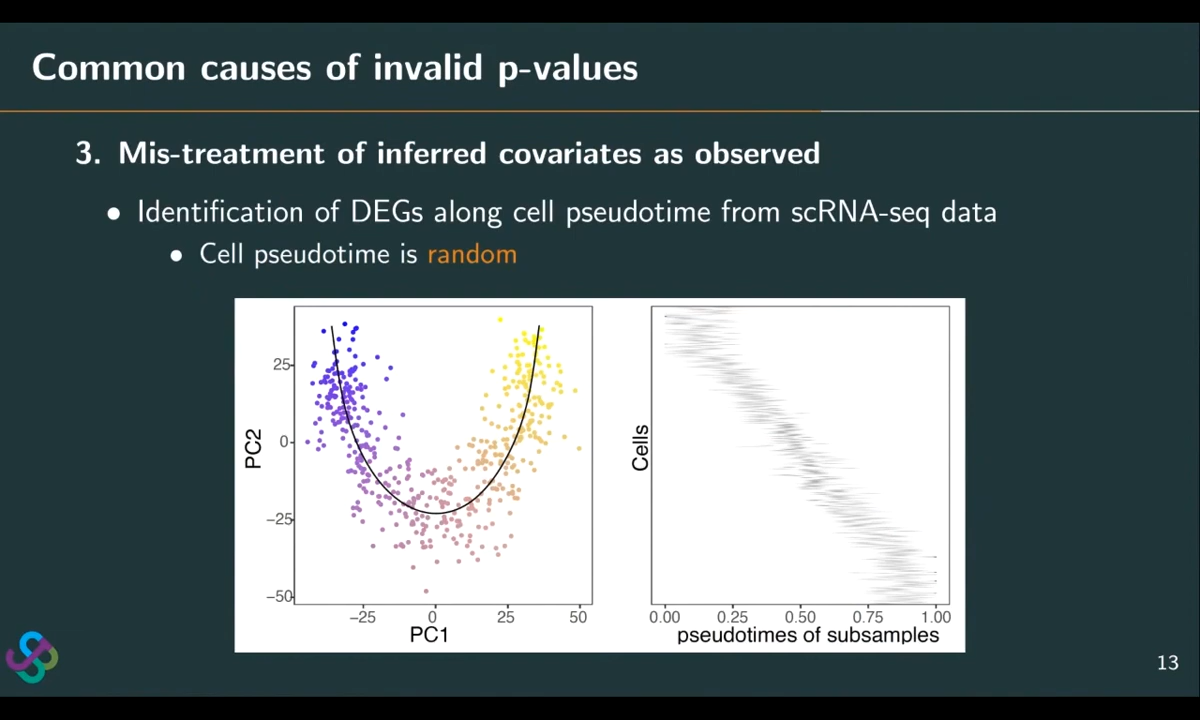 Common causes of invalid p-values
3. Mis-treatment of inferred covariates as observed
• Identification of DEGs along cell pseudotime from scRNA-seq data
• Cell pseudotime is random
PC2
25
0
−25
−50
−25
0
25
50
PC1
Cells
0.00
0.25
0.50
0.75
1.00
pseudotimes of subsamples
13